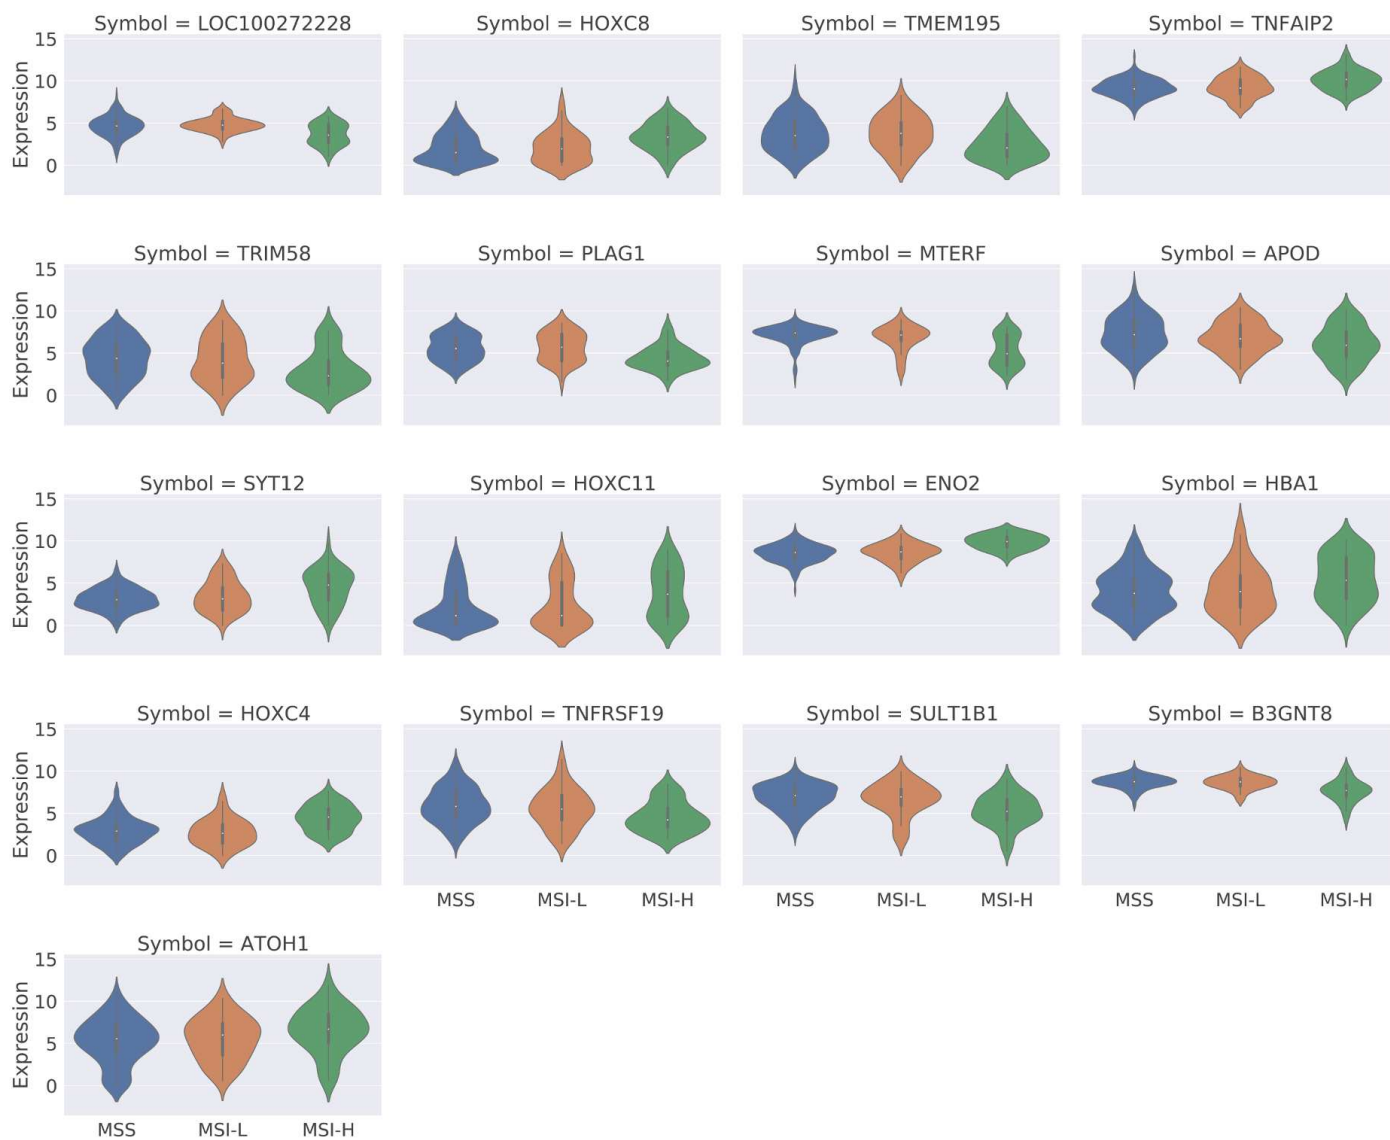 Symbol = LOC100272228 Symbol = HOXC8 Symbol = TMEM195 Symbol = TNFAIP2
15
10
5
0
Expression
Symbol = TRIM58 Symbol = PLAG1 Symbol = MTERF Symbol = APOD
15
10
5
0
Expression
Symbol = SYT12 Symbol = HOXC11 Symbol = ENO2 Symbol = HBA1
15
10
5
0
Expression
Symbol = HOXC4 Symbol = TNFRSF19 Symbol = SULT1B1 Symbol = B3GNT8
15
10
5
0
Expression
MSS MSI-L MSI-H MSS MSI-L MSI-H MSS MSI-L MSI-H
Symbol = ATOH1
15
10
5
0
Expression
MSS MSI-L MSI-H